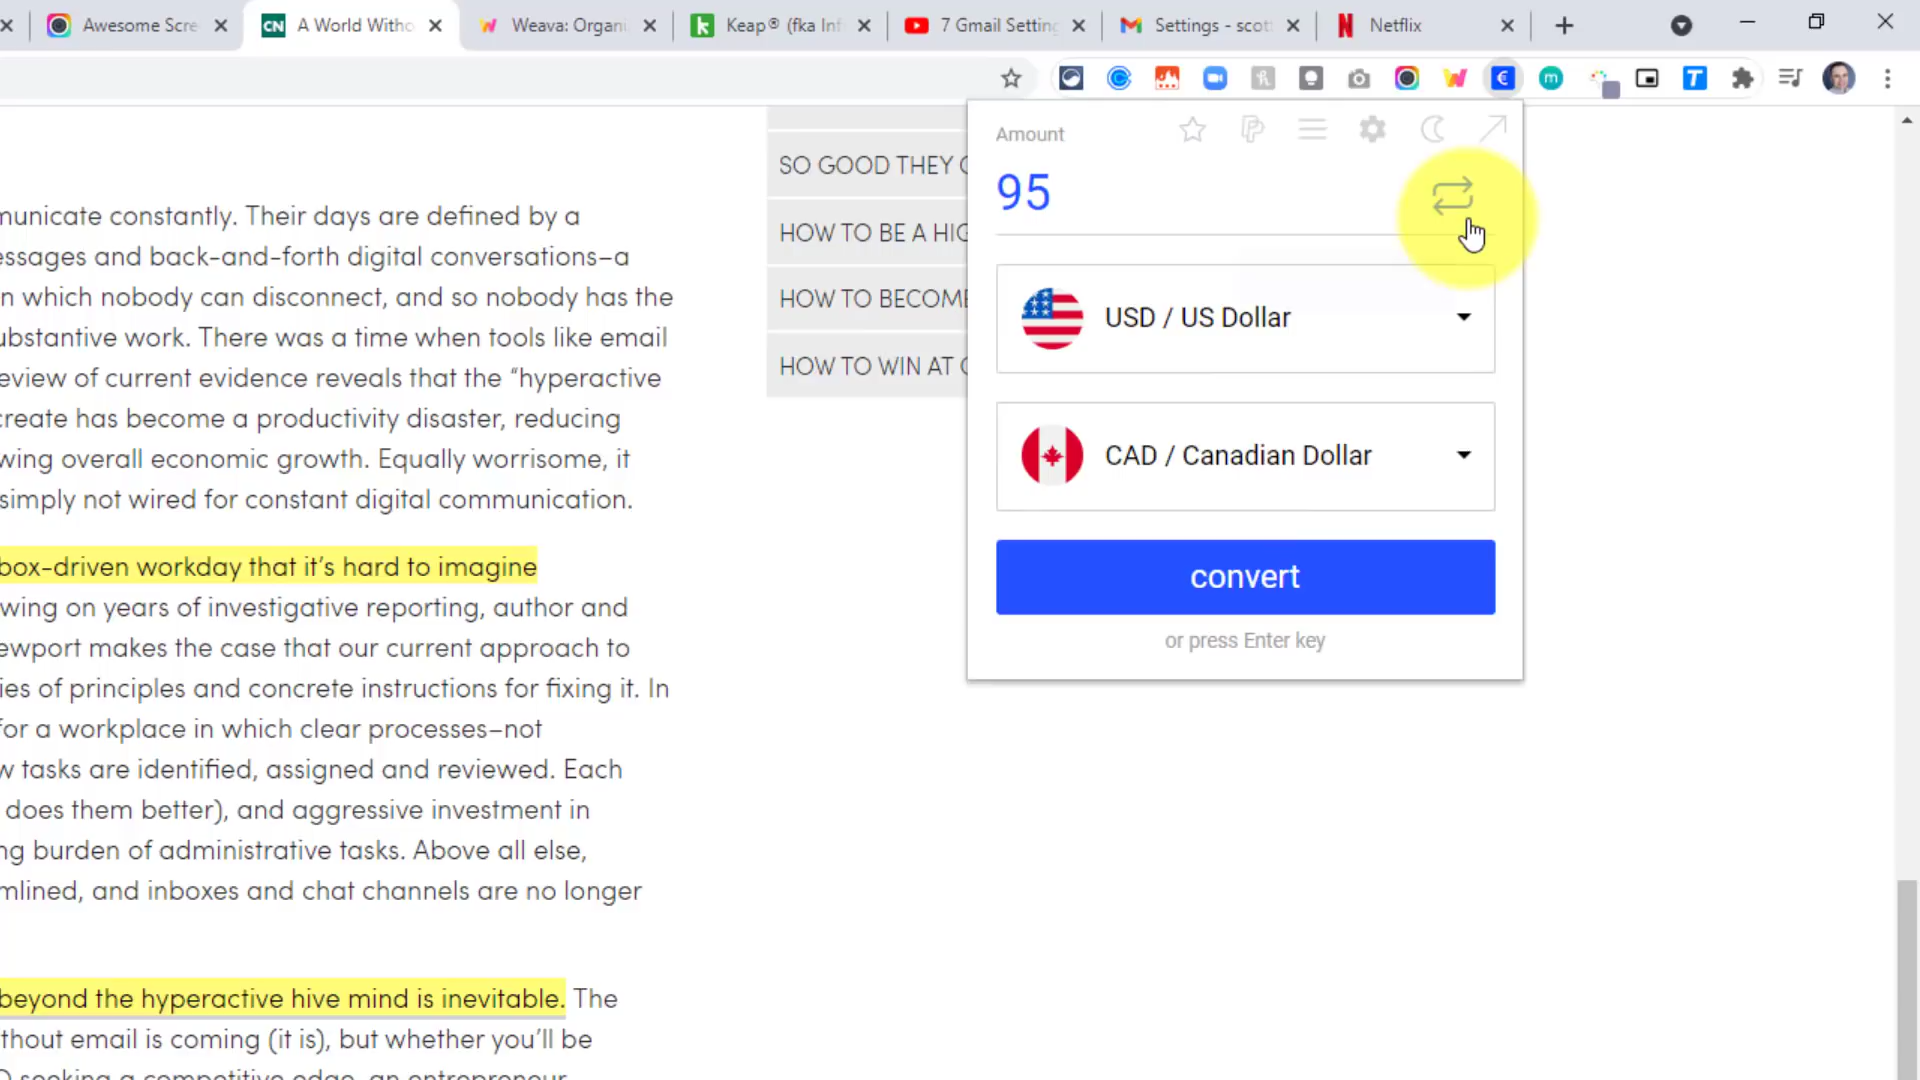 Awesome Scre
A World Witho
Weava: Organi
Keap® (fka Inf
7 Gmail Setting
Settings - scott
Netflix
municate constantly. Their days are defined by a
essages and back-and-forth digital conversations–a
n which nobody can disconnect, and so nobody has the
ubstantive work. There was a time when tools like email
eview of current evidence reveals that the “hyperactive
create has become a productivity disaster, reducing
wing overall economic growth. Equally worrisome, it
simply not wired for constant digital communication.
box-driven workday that it’s hard to imagine
wing on years of investigative reporting, author and
ewport makes the case that our current approach to
ies of principles and concrete instructions for fixing it. In
for a workplace in which clear processes–not
w tasks are identified, assigned and reviewed. Each
does them better), and aggressive investment in
ng burden of administrative tasks. Above all else,
mlined, and inboxes and chat channels are no longer
beyond the hyperactive hive mind is inevitable. The
thout email is coming (it is), but whether you’ll be
O seeking a competitive edge, an entrepreneur
SO GOOD THEY C
HOW TO BE A HIG
HOW TO BECOME
HOW TO WIN AT C
Amount
95
USD / US Dollar
CAD / Canadian Dollar
convert
or press Enter key